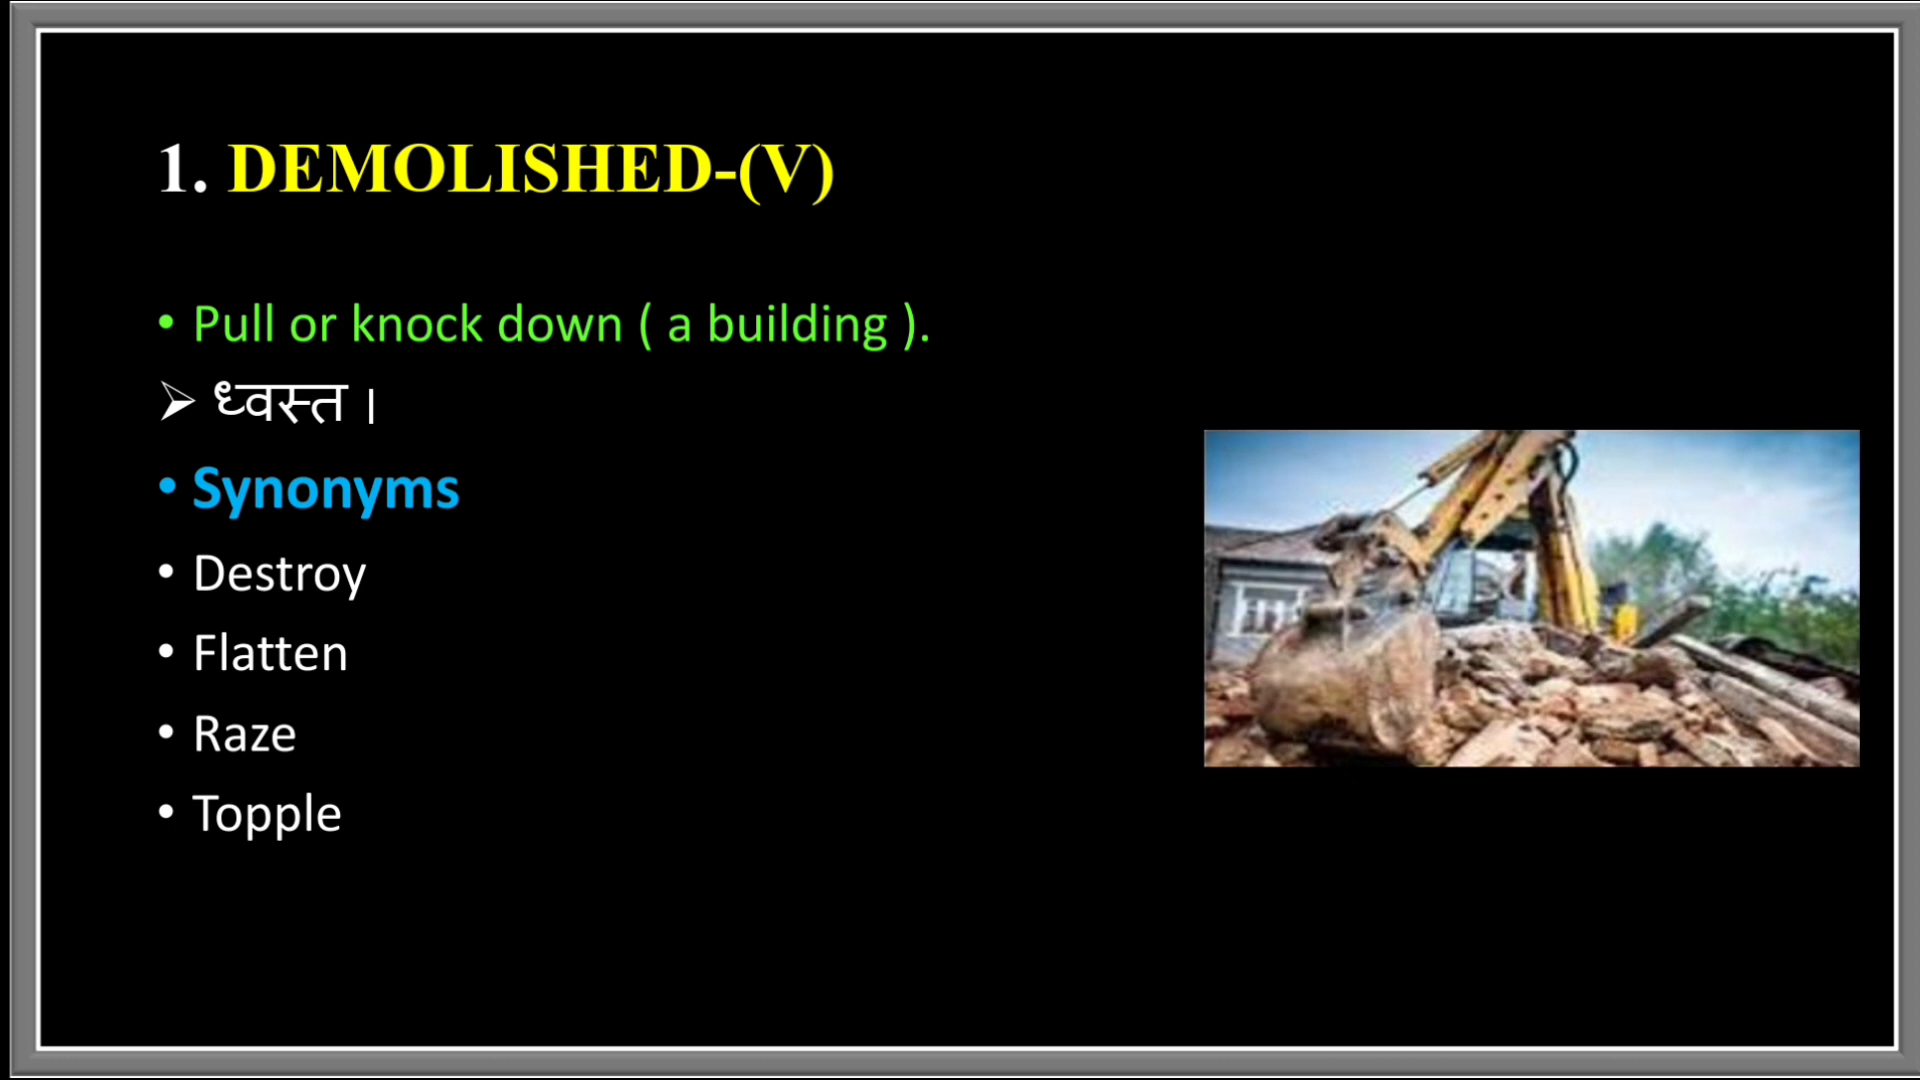 1. DEMOLISHED-(V)
• Pull or knock down ( a building ).
➢ ध्वस्त ।
• Synonyms
• Destroy
• Flatten
• Raze
• Topple